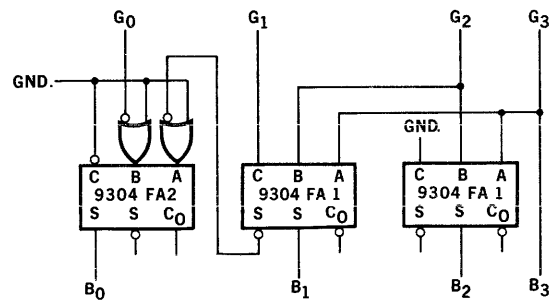 G0 G1 G2 G3
GND.
GND.
C B A C B A C B A
9304 FA2 9304 FA 1 9304 FA 1
S S C0 S S C0 S S C0
B0 B1 B2 B3